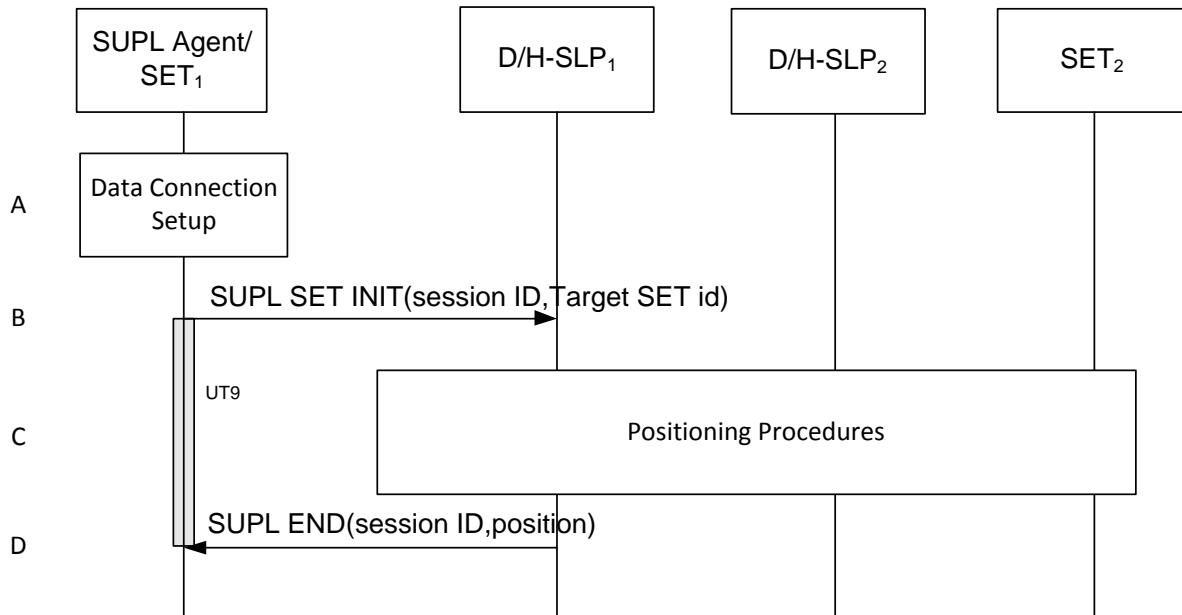 SUPL Agent/
SET₁
D/H-SLP₁
D/H-SLP₂
SET₂
A
Data Connection
Setup
B
SUPL SET INIT(session ID,Target SET id)
UT9
C
Positioning Procedures
SUPL END(session ID,position)
D